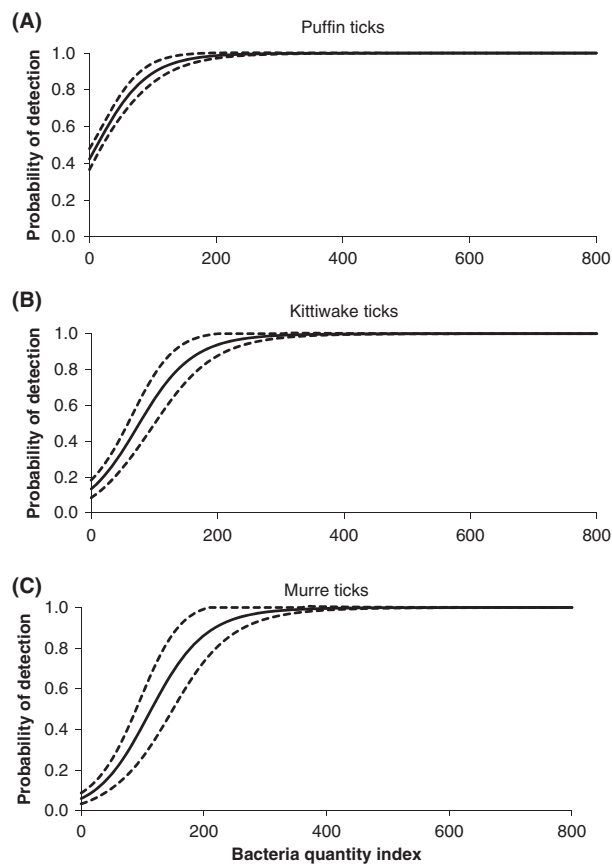 (A)
Puffin ticks
Probability of detection
1.0
0.8
0.6
0.4
0.2
0.0
0 200 400 600 800
(B)
Kittiwake ticks
Probability of detection
1.0
0.8
0.6
0.4
0.2
0.0
0 200 400 600 800
(C)
Murre ticks
Probability of detection
1.0
0.8
0.6
0.4
0.2
0.0
0 200 400 600 800
Bacteria quantity index